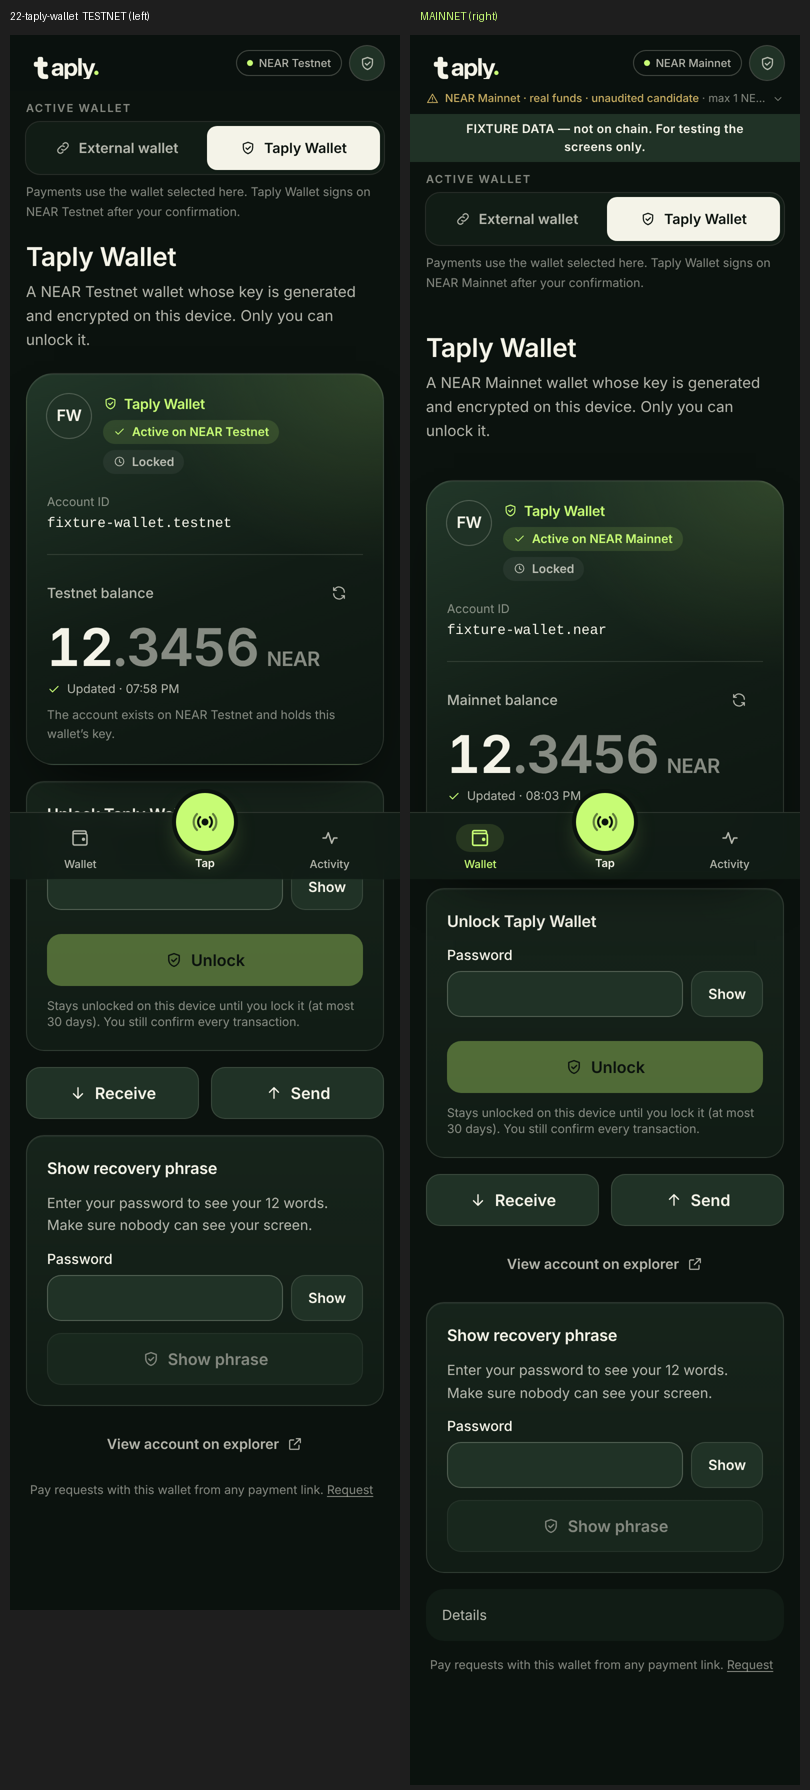 22-taply-wallet TESTNET (left)
taply.
NEAR Testnet
ACTIVE WALLET
External wallet
Taply Wallet
Payments use the wallet selected here. Taply Wallet signs on
NEAR Testnet after your confirmation.
Taply Wallet
A NEAR Testnet wallet whose key is generated
and encrypted on this device. Only you can
unlock it.
FW
Taply Wallet
Active on NEAR Testnet
Locked
Account ID
fixture-wallet.testnet
Testnet balance
12.3456 NEAR
Updated · 07:58 PM
The account exists on NEAR Testnet and holds this
wallet's key.
Unlock Taply Wa
Wallet
Tap
Activity
Show
Unlock
Stays unlocked on this device until you lock it (at most
30 days). You still confirm every transaction.
Receive
Send
Show recovery phrase
Enter your password to see your 12 words.
Make sure nobody can see your screen.
Password
Show
Show phrase
View account on explorer
Pay requests with this wallet from any payment link. Request
MAINNET (right)
taply.
NEAR Mainnet
NEAR Mainnet · real funds · unaudited candidate · max 1 NE...
FIXTURE DATA — not on chain. For testing the
screens only.
ACTIVE WALLET
External wallet
Taply Wallet
Payments use the wallet selected here. Taply Wallet signs on
NEAR Mainnet after your confirmation.
Taply Wallet
A NEAR Mainnet wallet whose key is generated
and encrypted on this device. Only you can
unlock it.
FW
Taply Wallet
Active on NEAR Mainnet
Locked
Account ID
fixture-wallet.near
Mainnet balance
12.3456 NEAR
Updated · 08:03 PM
Wallet
Tap
Activity
Unlock Taply Wallet
Password
Show
Unlock
Stays unlocked on this device until you lock it (at most
30 days). You still confirm every transaction.
Receive
Send
View account on explorer
Show recovery phrase
Enter your password to see your 12 words.
Make sure nobody can see your screen.
Password
Show
Show phrase
Details
Pay requests with this wallet from any payment link. Request